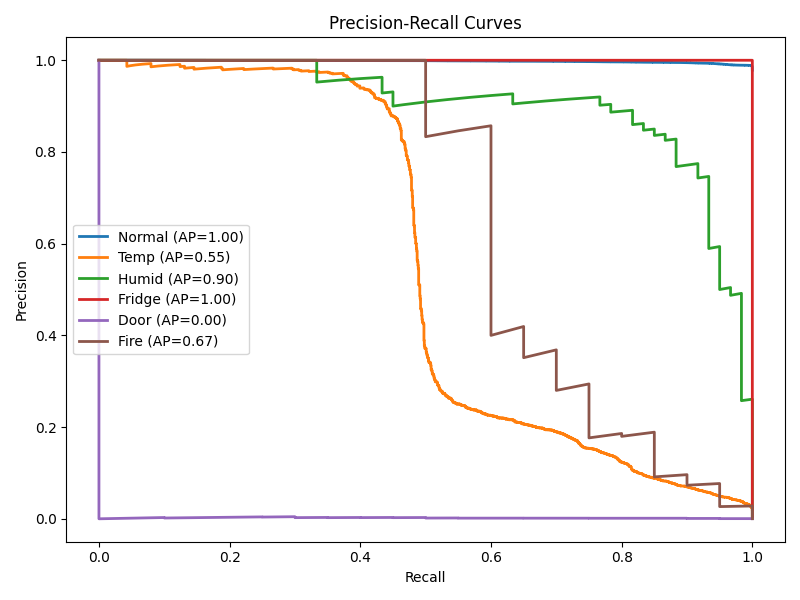 Precision-Recall Curves
1.0
0.8
0.6
0.4
0.2
0.0
Precision
Normal (AP=1.00)
Temp (AP=0.55)
Humid (AP=0.90)
Fridge (AP=1.00)
Door (AP=0.00)
Fire (AP=0.67)
0.0 0.2 0.4 0.6 0.8 1.0
Recall